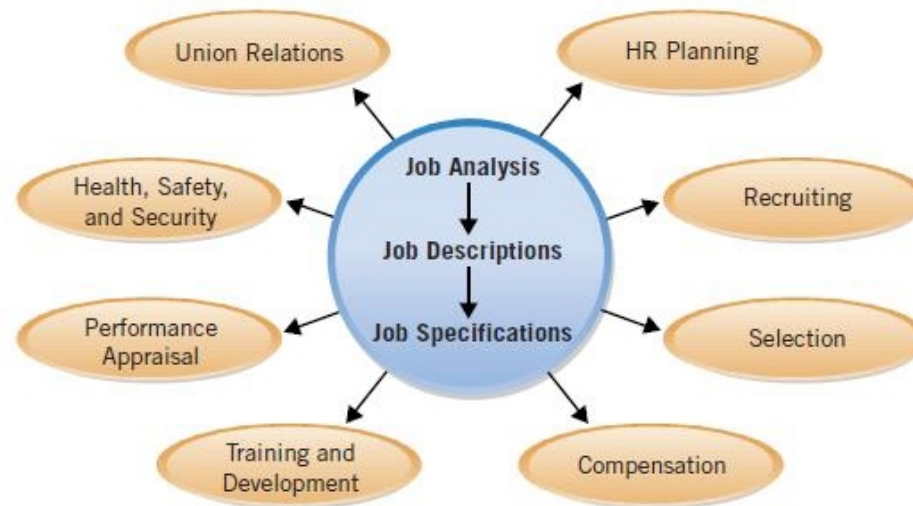 Union Relations
HR Planning
Job Analysis
Health, Safety,
and Security
Recruiting
Job Descriptions
Performance
Appraisal
Job Specifications
Selection
Training and
Development
Compensation